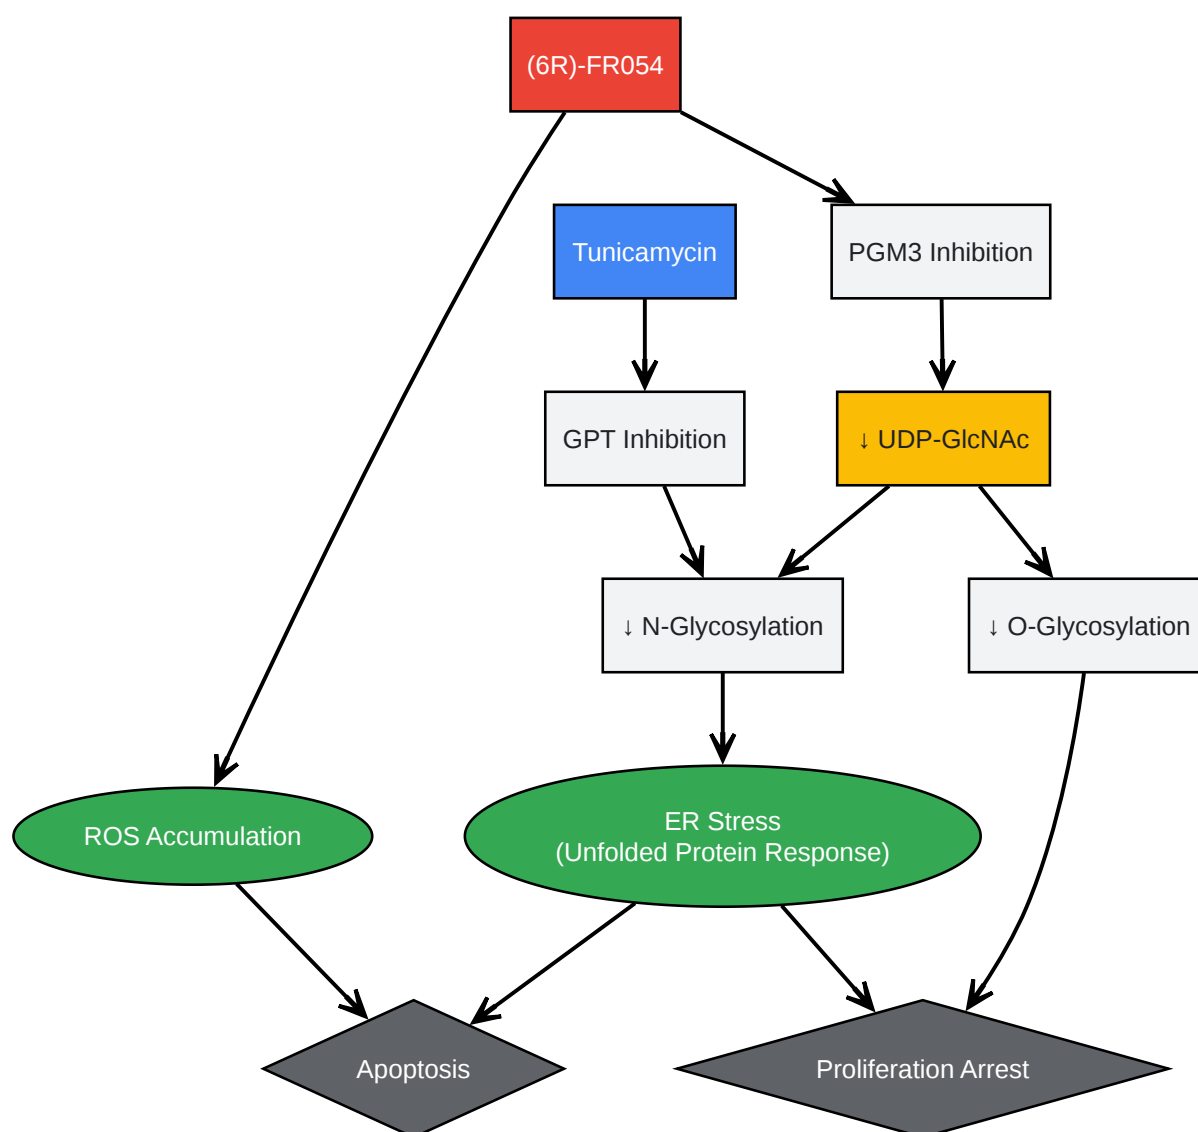 (6R)-FR054
Tunicamycin
PGM3 Inhibition
GPT Inhibition
↓ UDP-GlcNAc
↓ N-Glycosylation
↓ O-Glycosylation
ROS Accumulation
ER Stress
(Unfolded Protein Response)
Apoptosis
Proliferation Arrest